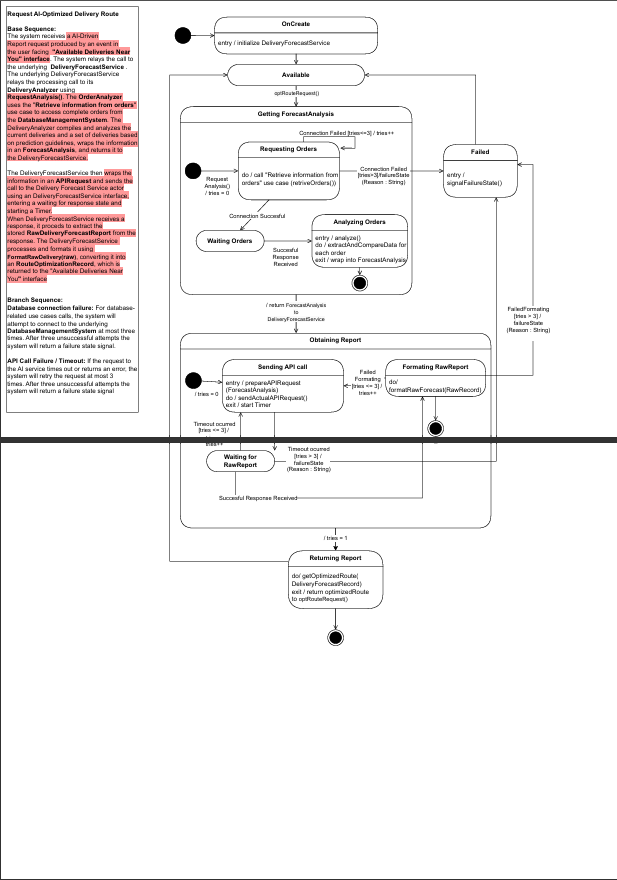 Request AI-Optimized Delivery Route
Base Sequence:
The system receives a AI-Driven
Report request produced by an event in
the user facing "Available Deliveries Near
You" interface. The system relays the call to
the underlying DeliveryForecastService .
The underlying DeliveryForecastService
relays the processing call to its
DeliveryAnalyzer using
RequestAnalysis(). The OrderAnalyzer
uses the "Retrieve information from orders"
use case to access complete orders from
the DatabaseManagementSystem. The
DeliveryAnalyzer compiles and analyzes the
current deliveries and a set of deliveries based
on prediction guidelines, wraps the information
in an ForecastAnalysis, and returns it to
the DeliveryForecastService.
The DeliveryForecastService then wraps the
information in an APIRequest and sends the
call to the Delivery Forecast Service actor
using an DeliveryForecastService interface,
entering a waiting for response state and
starting a Timer.
When DeliveryForecastService receives a
response, it proceeds to extract the
stored RawDeliveryForecastReport from the
response. The DeliveryForecastService
processes and formats it using
FormatRawDelivery(raw), converting it into
an RouteOptimizationRecord, which is
returned to the "Available Deliveries Near
You" interface
Branch Sequence:
Database connection failure: For database-
related use cases calls, the system will
attempt to connect to the underlying
DatabaseManagementSystem at most three
times. After three unsuccessful attempts the
system will return a failure state signal.
API Call Failure / Timeout: If the request to
the AI service times out or returns an error, the
system will retry the request at most 3
times. After three unsuccessful attempts the
system will return a failure state signal
OnCreate
entry / initialize DeliveryForecastService
Available
optRouteRequest()
Getting ForecastAnalysis
Connection Failed [tries<=3] / tries++
Requesting Orders
do / call "Retrieve information from
orders" use case (retriveOrders())
Request
Analysis()
/ tries = 0
Connection Failed
[tries>3]/failureState
(Reason : String)
Failed
entry /
signalFailureState()
Connection Succesful
Waiting Orders
Succesful
Response
Received
Analyzing Orders
entry / analyze()
do / extractAndCompareData for
each order
exit / wrap into ForecastAnalysis
/ return ForecastAnalysis
to
DeliveryForecastService
FailedFormating
[tries > 3] /
failureState
(Reason : String)
Obtaining Report
Sending API call
entry / prepareAPIRequest
(ForecastAnalysis)
do / sendActualAPIRequest()
exit / start Timer
/ tries = 0
Failed
Formating
[tries <= 3] /
tries++
Formating RawReport
do/
formatRawForecast(RawRecord)
Timeout ocurred
[tries <= 3] /
tries++
Waiting for
RawReport
Timeout ocurred
[tries > 3] /
failureState
(Reason : String)
Succesful Response Received
/ tries = 1
Returning Report
do/ getOptimizedRoute(
DeliveryForecastRecord)
exit / return optimizedRoute
to optRouteRequest()